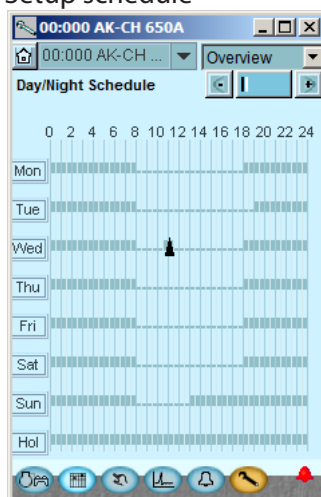 Setup schedule
00:000 AK-CH 650A
00:000 AK-CH ... Overview
Day/Night Schedule
0 2 4 6 8 10 12 14 16 18 20 22 24
Mon
Tue
Wed
Thu
Fri
Sat
Sun
Hol